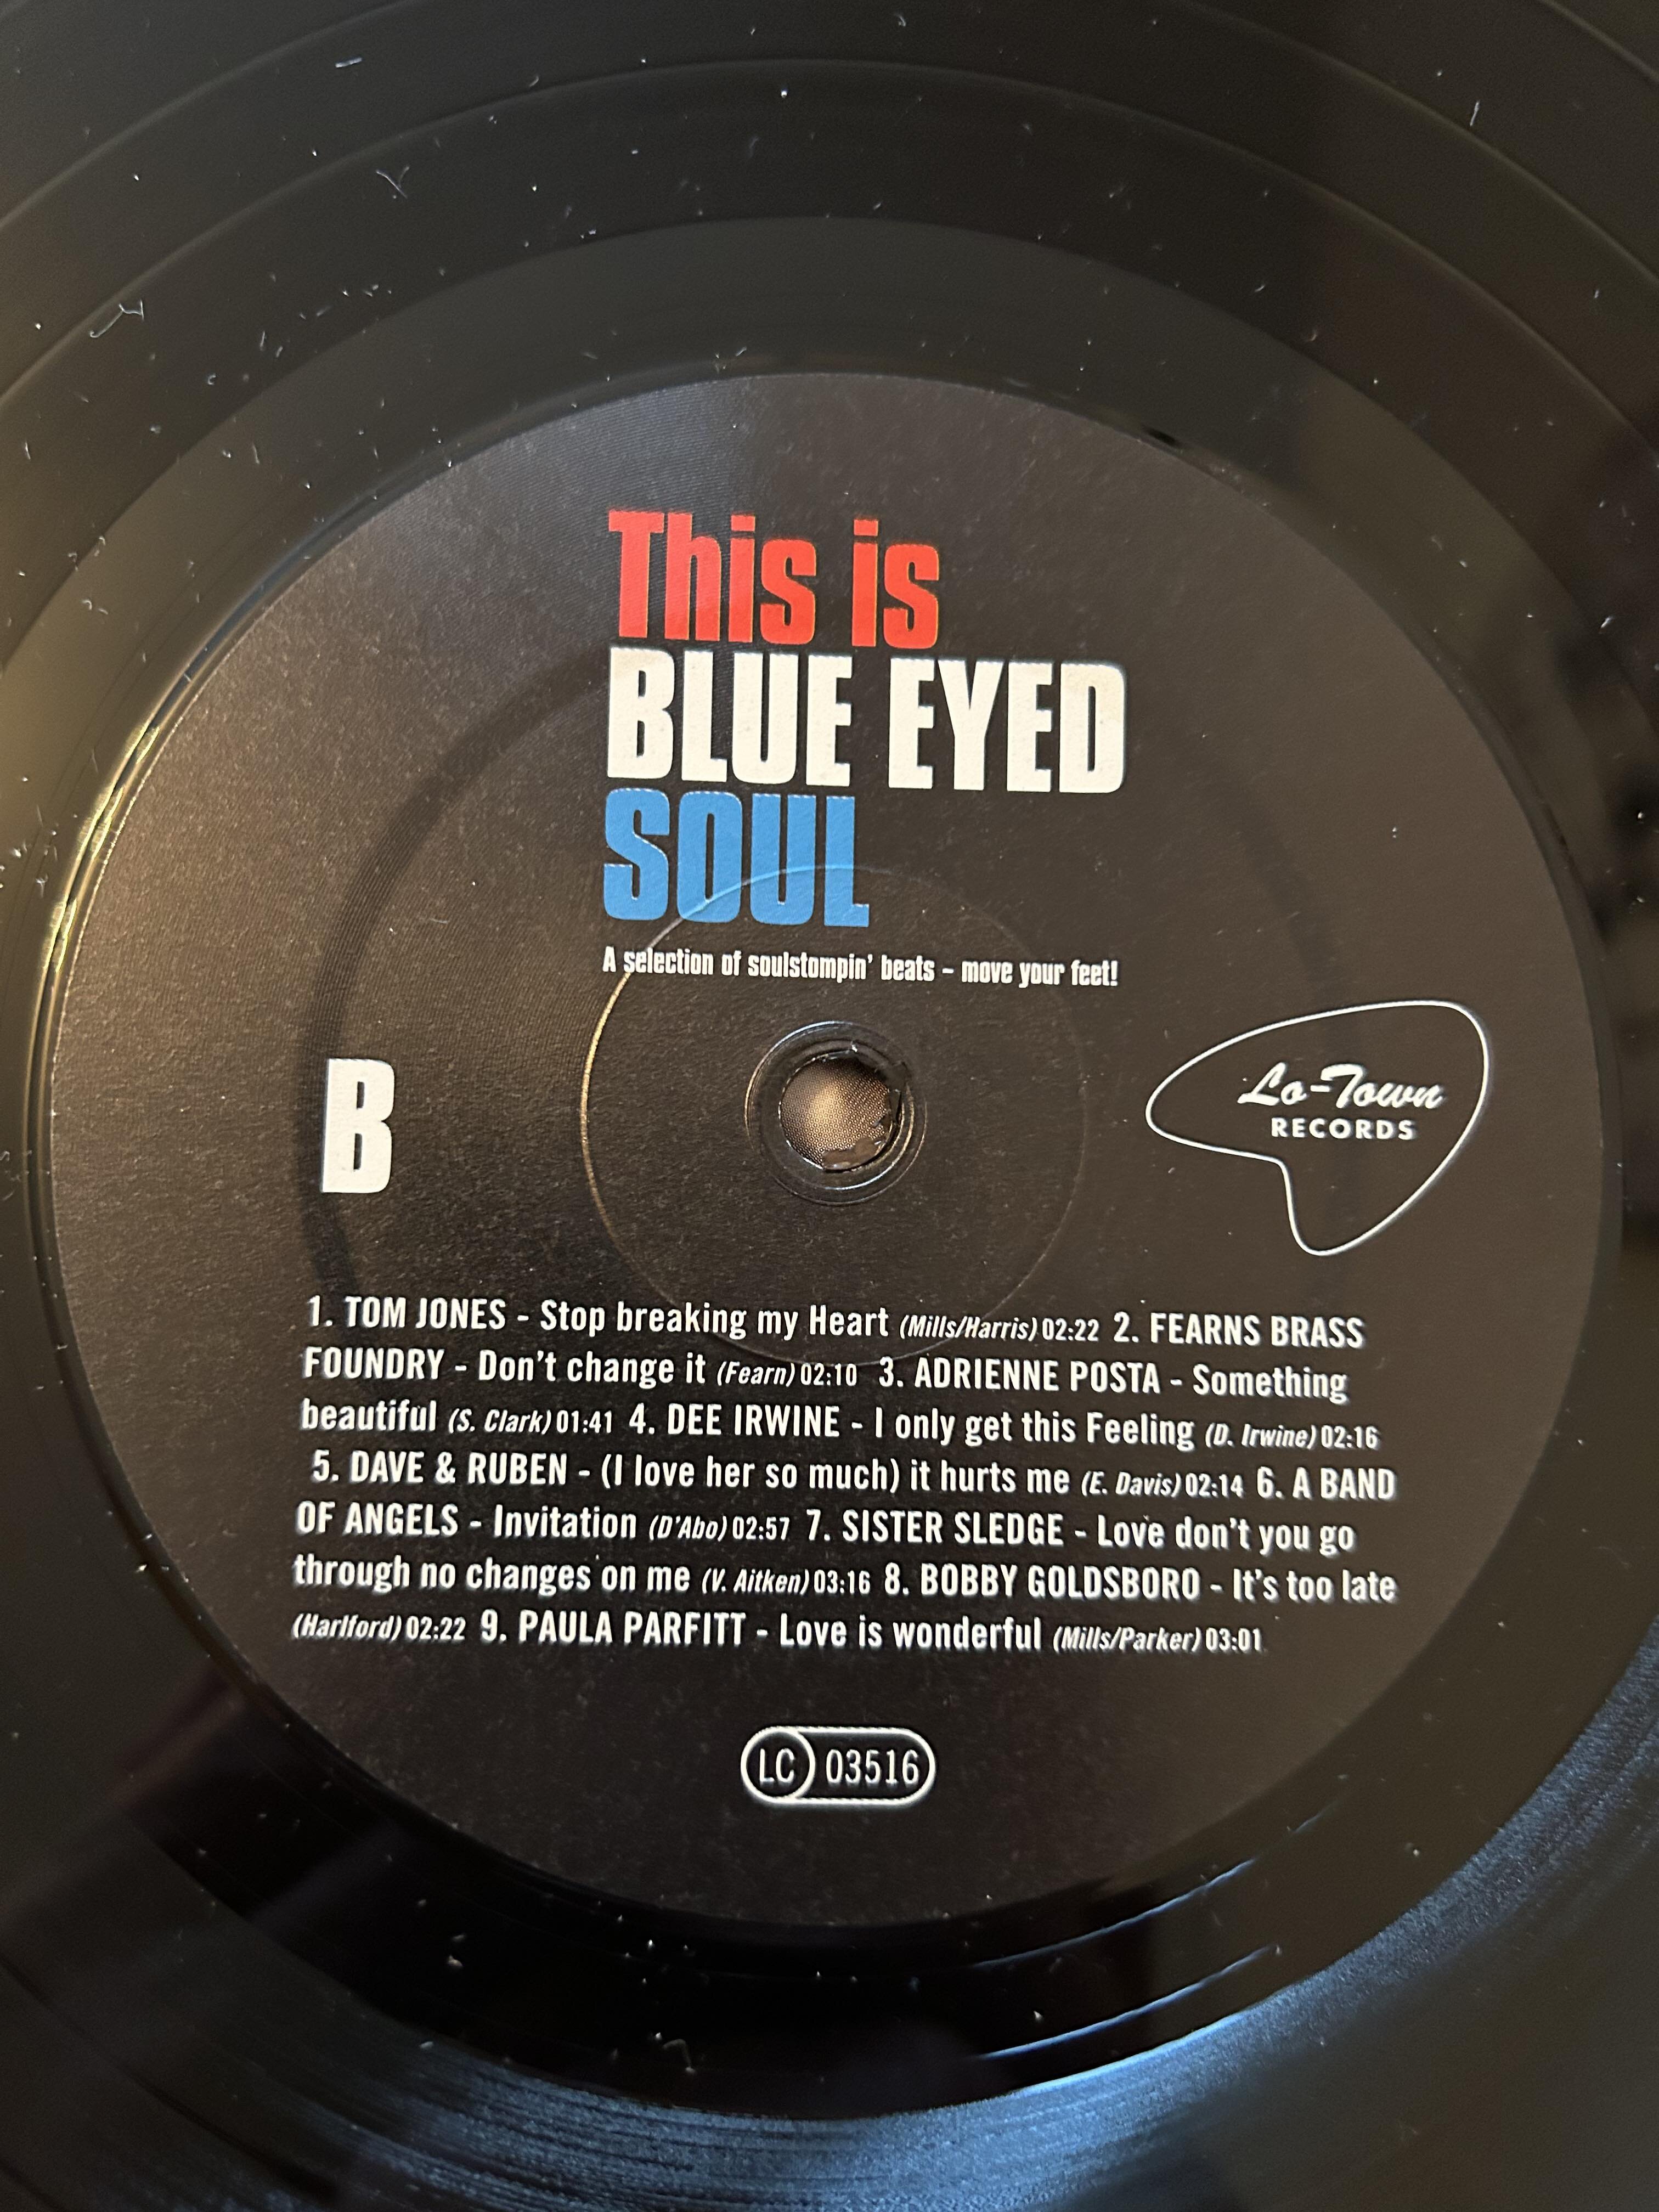 This is
BLUE EYED
SOUL
A selection of soulstompin' beats – move your feet!
B
Lo-Town
RECORDS
1. TOM JONES - Stop breaking my Heart (Mills/Harris) 02:22 2. FEARNS BRASS
FOUNDRY - Don't change it (Fearn) 02:10 3. ADRIENNE POSTA - Something
beautiful (S. Clark) 01:41 4. DEE IRWINE - I only get this Feeling (D. Irwine) 02:16
5. DAVE & RUBEN - (I love her so much) it hurts me (E. Davis) 02:14 6. A BAND
OF ANGELS - Invitation (D'Abo) 02:57 7. SISTER SLEDGE - Love don't you go
through no changes on me (V. Aitken) 03:16 8. BOBBY GOLDSBORO - It's too late
(Harlford) 02:22 9. PAULA PARFITT - Love is wonderful (Mills/Parker) 03:01
LC 03516